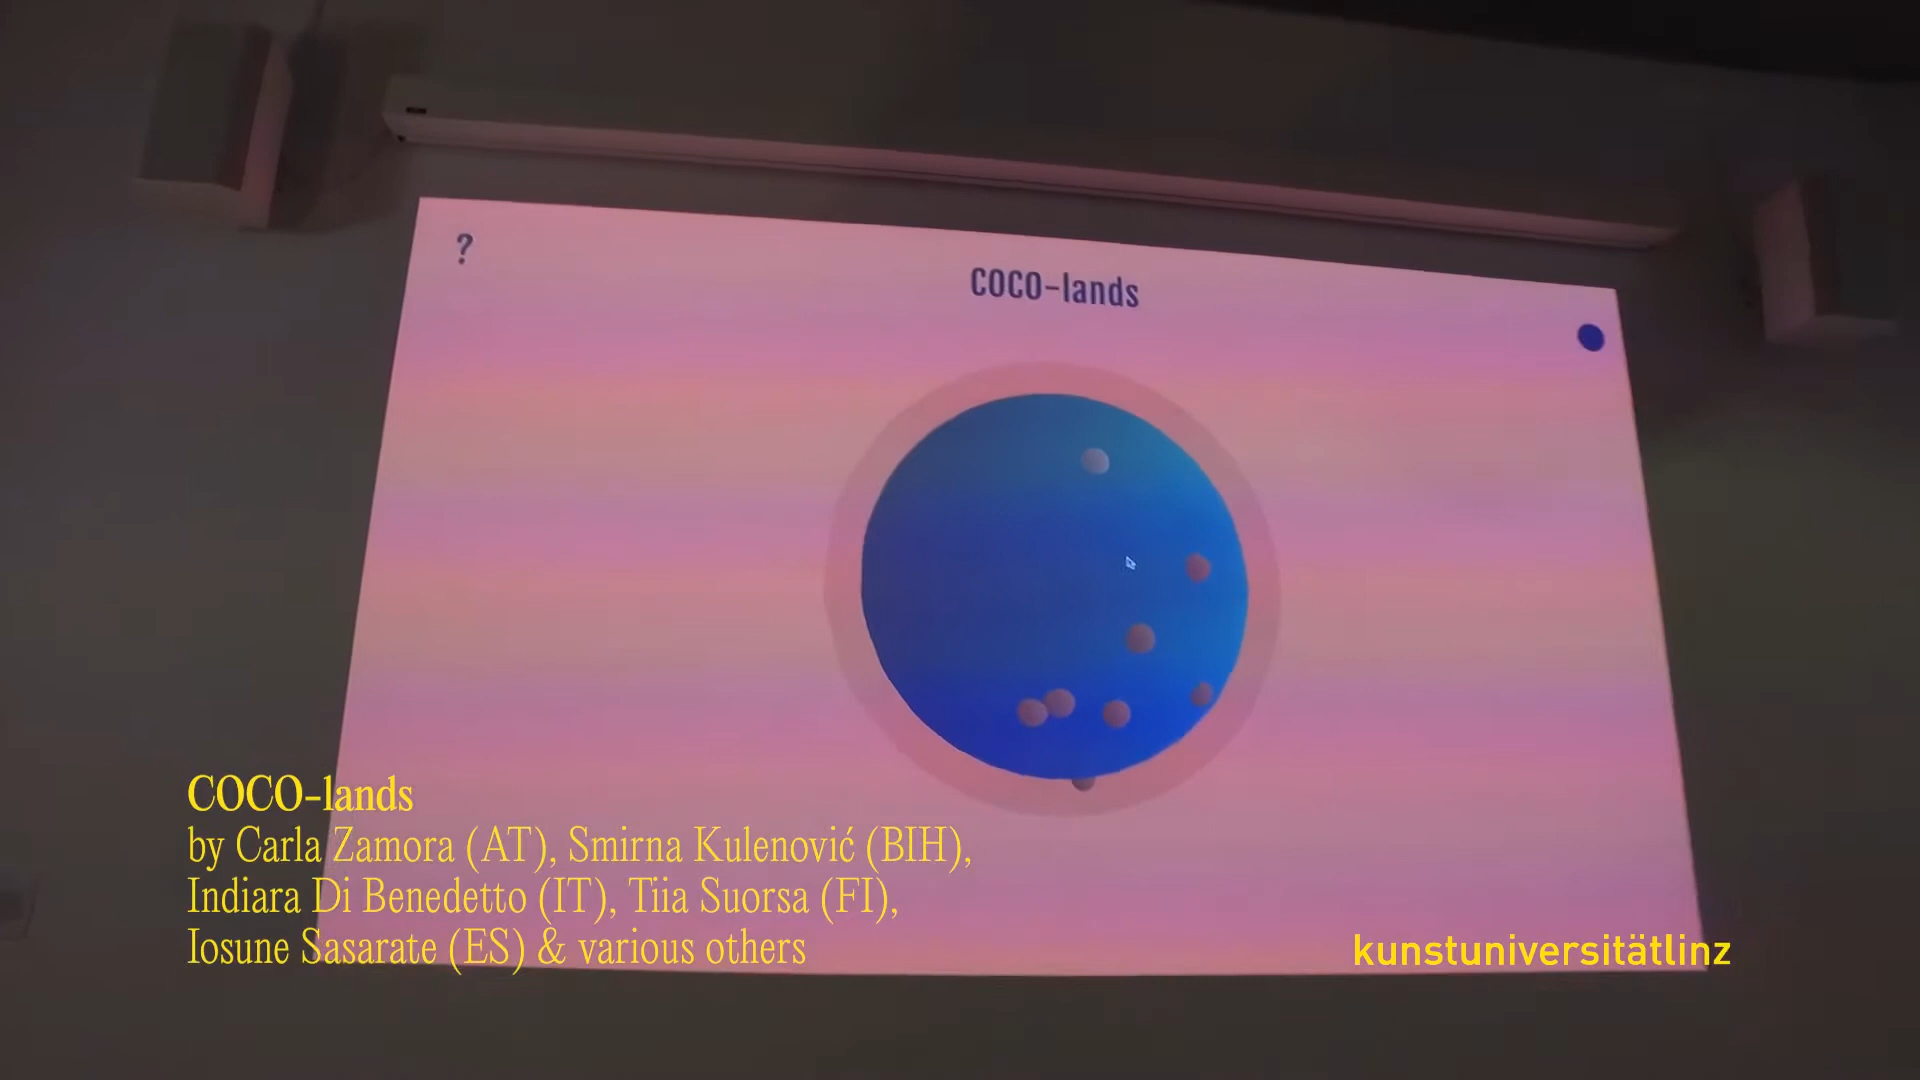 ?
COCO-lands
COCO-lands
by Carla Zamora (AT), Smirna Kulenović (BIH),
Indiara Di Benedetto (IT), Tiia Suorsa (FI),
Iosune Sasarate (ES) & various others
kunstuniversitätlinz